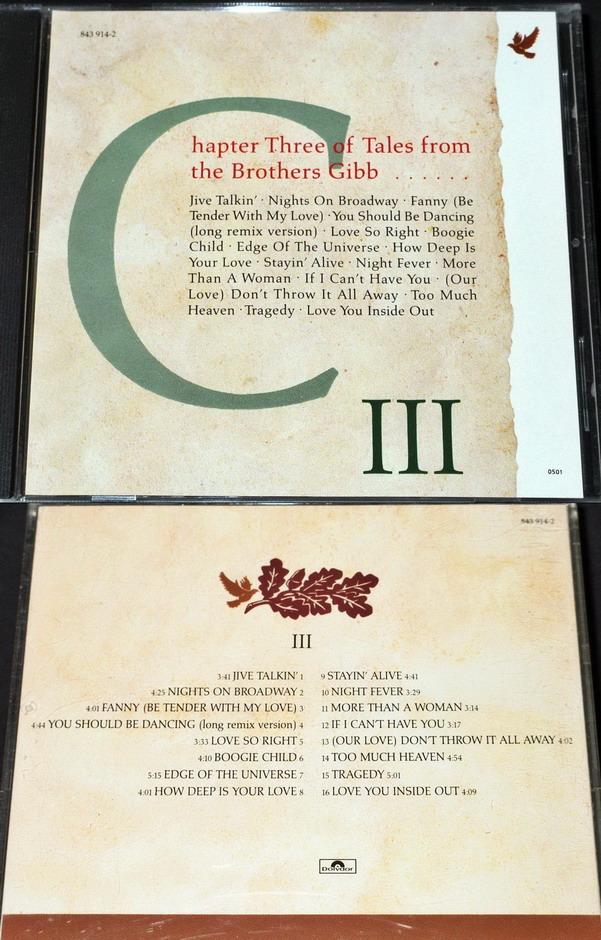 843 914-2
Chapter Three of Tales from
the Brothers Gibb . . . . . .
Jive Talkin' · Nights On Broadway · Fanny (Be
Tender With My Love) · You Should Be Dancing
(long remix version) · Love So Right · Boogie
Child · Edge Of The Universe · How Deep Is
Your Love · Stayin' Alive · Night Fever · More
Than A Woman · If I Can't Have You · (Our
Love) Don't Throw It All Away · Too Much
Heaven · Tragedy · Love You Inside Out
III
0501
843 914-2
III
3:41 JIVE TALKIN' 1
4:25 NIGHTS ON BROADWAY 2
4:01 FANNY (BE TENDER WITH MY LOVE) 3
4:44 YOU SHOULD BE DANCING (long remix version) 4
3:33 LOVE SO RIGHT 5
4:10 BOOGIE CHILD 6
5:15 EDGE OF THE UNIVERSE 7
4:01 HOW DEEP IS YOUR LOVE 8
9 STAYIN' ALIVE 4:41
10 NIGHT FEVER 3:29
11 MORE THAN A WOMAN 3:14
12 IF I CAN'T HAVE YOU 3:17
13 (OUR LOVE) DON'T THROW IT ALL AWAY 4:02
14 TOO MUCH HEAVEN 4:54
15 TRAGEDY 5:01
16 LOVE YOU INSIDE OUT 4:09
Polydor